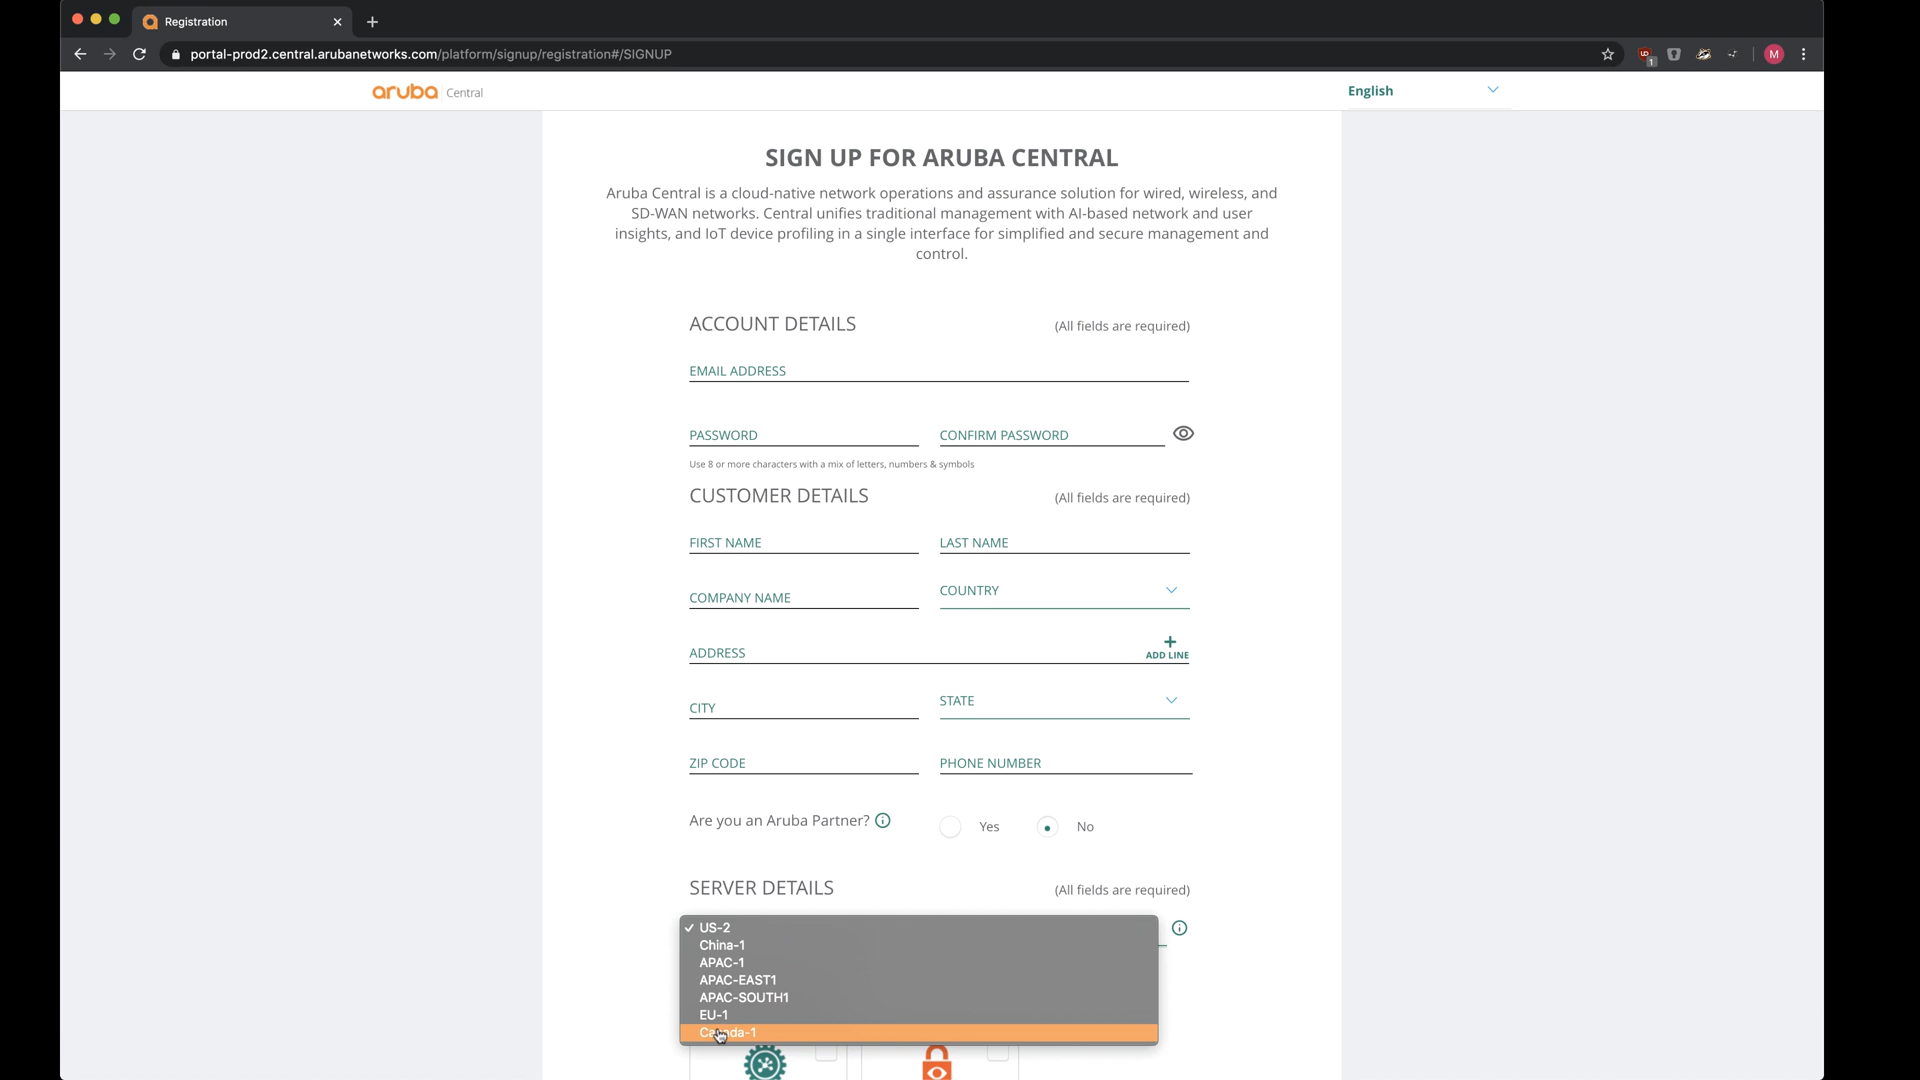 Registration
portal-prod2.central.arubanetworks.com/platform/signup/registration#/SIGNUP
UD
1
M
aruba Central
English
SIGN UP FOR ARUBA CENTRAL
Aruba Central is a cloud-native network operations and assurance solution for wired, wireless, and
SD-WAN networks. Central unifies traditional management with AI-based network and user
insights, and IoT device profiling in a single interface for simplified and secure management and
control.
ACCOUNT DETAILS (All fields are required)
EMAIL ADDRESS
PASSWORD CONFIRM PASSWORD
Use 8 or more characters with a mix of letters, numbers & symbols
CUSTOMER DETAILS (All fields are required)
FIRST NAME LAST NAME
COMPANY NAME COUNTRY
ADDRESS ADD LINE
CITY STATE
ZIP CODE PHONE NUMBER
Are you an Aruba Partner? Yes No
SERVER DETAILS (All fields are required)
US-2
China-1
APAC-1
APAC-EAST1
APAC-SOUTH1
EU-1
Canada-1